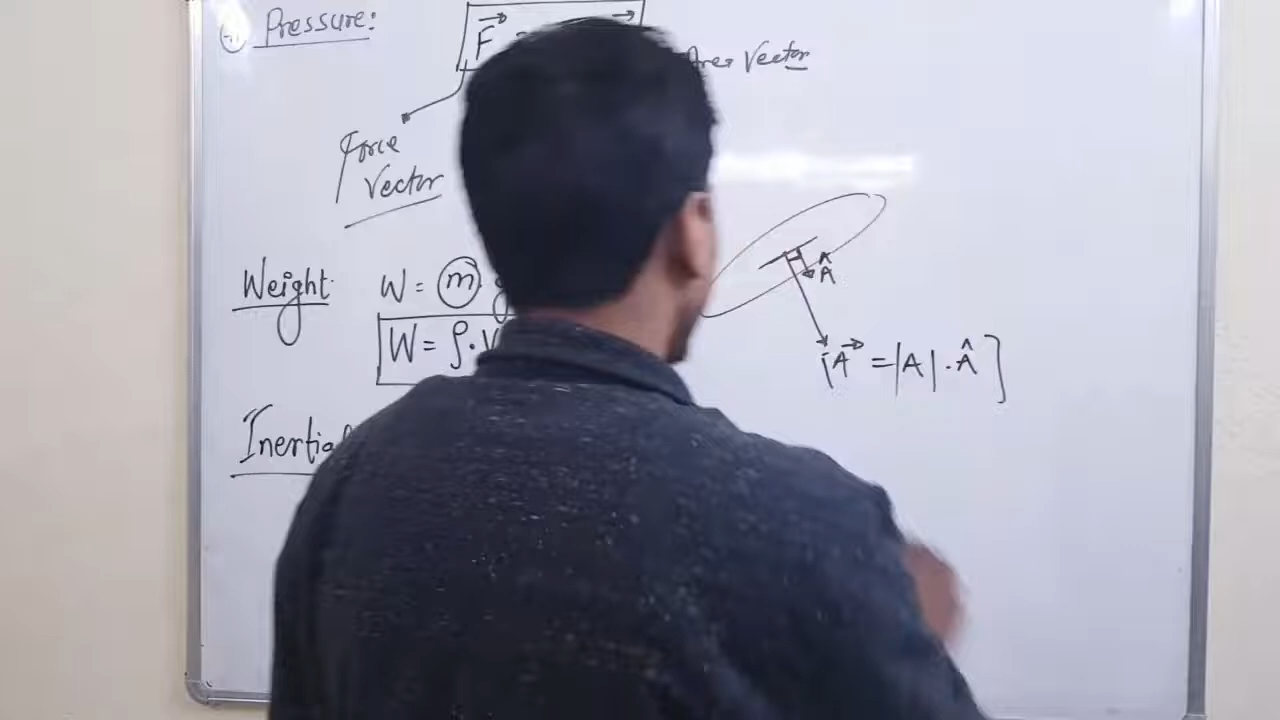 Pressure:
F⃗ =
Area Vector
Force
Vector
Â
Weight W = m g
W = ρ. V
[A⃗ = |A| . Â]
Inertia